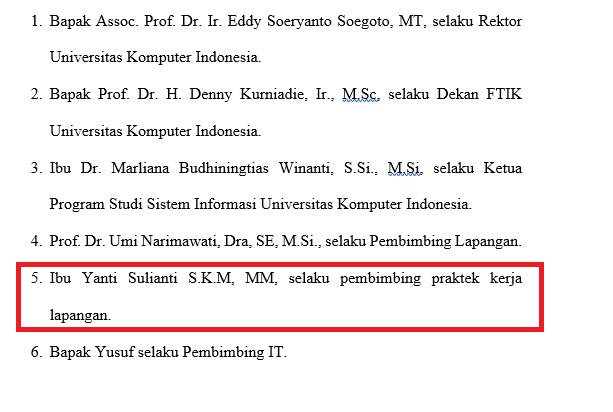 1. Bapak Assoc. Prof. Dr. Ir. Eddy Soeryanto Soegoto, MT, selaku Rektor
Universitas Komputer Indonesia.
2. Bapak Prof. Dr. H. Denny Kurniadie, Ir., M.Sc, selaku Dekan FTIK
Universitas Komputer Indonesia.
3. Ibu Dr. Marliana Budhiningtias Winanti, S.Si., M.Si, selaku Ketua
Program Studi Sistem Informasi Universitas Komputer Indonesia.
4. Prof. Dr. Umi Narimawati, Dra, SE, M.Si., selaku Pembimbing Lapangan.
5. Ibu Yanti Sulianti S.K.M, MM, selaku pembimbing praktek kerja
lapangan.
6. Bapak Yusuf selaku Pembimbing IT.